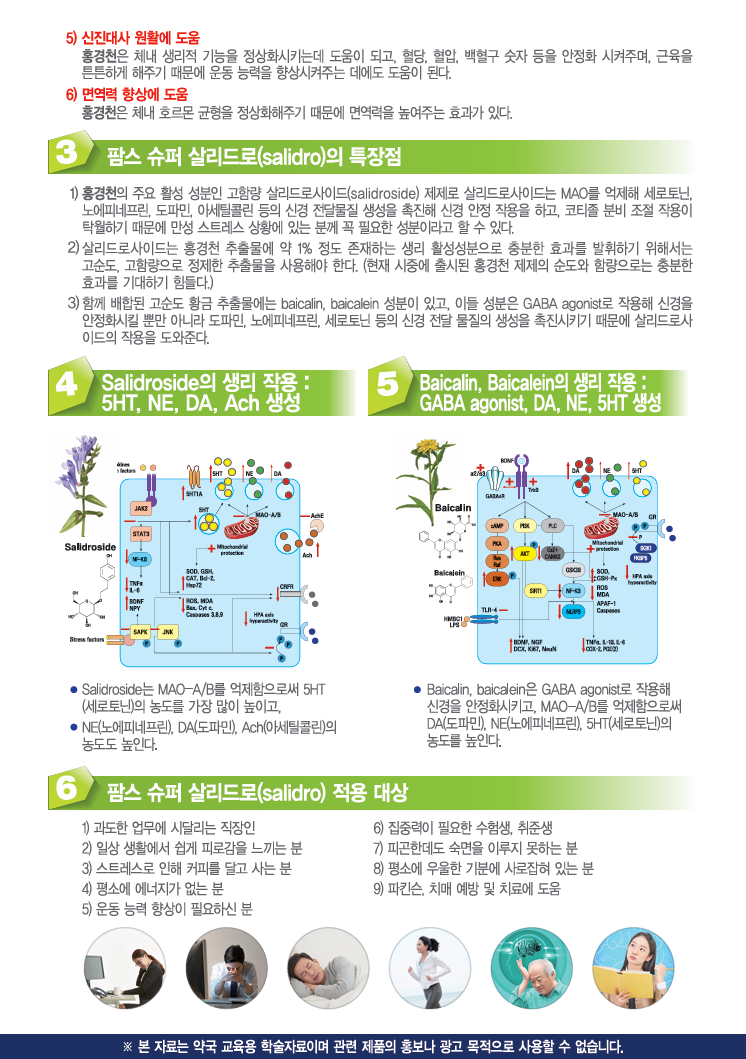 5) 신진대사 원활에 도움
홍경천은 체내 생리적 기능을 정상화시키는데 도움이 되고, 혈당, 혈압, 백혈구 숫자 등을 안정화 시켜주며, 근육을
튼튼하게 해주기 때문에 운동 능력을 향상시켜주는 데에도 도움이 된다.
6) 면역력 향상에 도움
홍경천은 체내 호르몬 균형을 정상화해주기 때문에 면역력을 높여주는 효과가 있다.
3 팜스 슈퍼 살리드로(salidro)의 특장점
1) 홍경천의 주요 활성 성분인 고함량 살리드로사이드(salidroside) 제제로 살리드로사이드는 MAO를 억제해 세로토닌,
노에피네프린, 도파민, 아세틸콜린 등의 신경 전달물질 생성을 촉진해 신경 안정 작용을 하고, 코티졸 분비 조절 작용이
탁월하기 때문에 만성 스트레스 상황에 있는 분께 꼭 필요한 성분이라고 할 수 있다.
2) 살리드로사이드는 홍경천 추출물에 약 1% 정도 존재하는 생리 활성성분으로 충분한 효과를 발휘하기 위해서는
고순도, 고함량으로 정제한 추출물을 사용해야 한다. (현재 시중에 출시된 홍경천 제제의 순도와 함량으로는 충분한
효과를 기대하기 힘들다.)
3) 함께 배합된 고순도 황금 추출물에는 baicalin, baicalein 성분이 있고, 이들 성분은 GABA agonist로 작용해 신경을
안정화시킬 뿐만 아니라 도파민, 노에피네프린, 세로토닌 등의 신경 전달 물질의 생성을 촉진시키기 때문에 살리드로사
이드의 작용을 도와준다.
4 Salidroside의 생리 작용 :
5HT, NE, DA, Ach 생성
kines
factors
5HT1A
5HT
NE
DA
JAK2
5HT
MAO-A/B
AchE
STAT3
Salidroside
Mitochondrial
protection
Ach
NF-KB
SOD, GSH,
CAT, Bcl-2,
Hsp72
TNFα
IL-6
CRFR
BDNF
NPY
ROS, MDA
Bax, Cyt c,
Caspases 3,8,9
HPA axis
hyperactivity
OH
HO
OH
OH
OH
GR
Stress factors
SAPK
JNK
P
P
P
P
P
Salidroside는 MAO-A/B를 억제함으로써 5HT
(세로토닌)의 농도를 가장 많이 높이고,
NE(노에피네프린), DA(도파민), Ach(아세틸콜린)의
농도도 높인다.
5 Baicalin, Baicalein의 생리 작용 :
GABA agonist, DA, NE, 5HT 생성
BDNF
α2/α3
GABAAR
TrkB
DA
NE
5HT
Baicalin
MAO-A/B
GR
P
P
P
cAMP
PI3K
PLC
P
PKA
AKT
Ca2+
CAMKII
Mitochondrial
protection
SGK1
FKBP5
Baicalein
Ras
Raf
P
ERK
GSK3B
SOD,
GSH-Px
HPA axis
hyperactivity
SIRT1
NF-KB
ROS
MDA
TLR-4
NLRP3
APAF-1
Caspases
HMBG1
LPS
BDNF, NGF
DCX, Ki67, NeuN
TNFα, IL-1B, IL-6
COX-2, PGE(2)
Baicalin, baicalein은 GABA agonist로 작용해
신경을 안정화시키고, MAO-A/B를 억제함으로써
DA(도파민), NE(노에피네프린), 5HT(세로토닌)의
농도를 높인다.
6 팜스 슈퍼 살리드로(salidro) 적용 대상
1) 과도한 업무에 시달리는 직장인
2) 일상 생활에서 쉽게 피로감을 느끼는 분
3) 스트레스로 인해 커피를 달고 사는 분
4) 평소에 에너지가 없는 분
5) 운동 능력 향상이 필요하신 분
6) 집중력이 필요한 수험생, 취준생
7) 피곤한데도 숙면을 이루지 못하는 분
8) 평소에 우울한 기분에 사로잡혀 있는 분
9) 파킨슨, 치매 예방 및 치료에 도움
※ 본 자료는 약국 교육용 학술자료이며 관련 제품의 홍보나 광고 목적으로 사용할 수 없습니다.